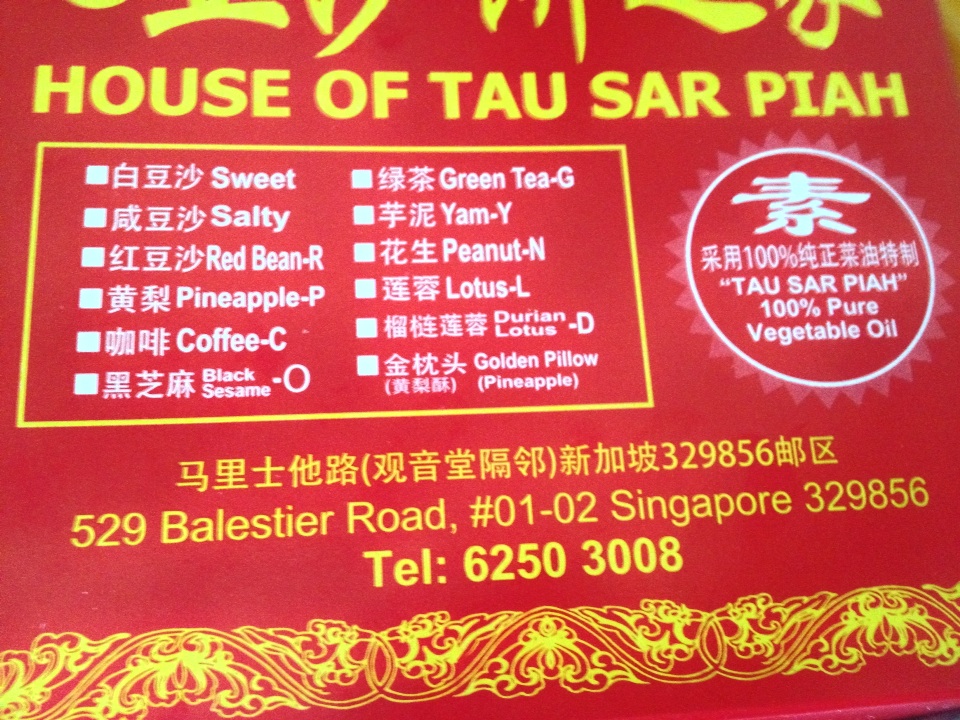 豆沙饼之家
HOUSE OF TAU SAR PIAH
白豆沙 Sweet
咸豆沙 Salty
红豆沙 Red Bean-R
黄梨 Pineapple-P
咖啡 Coffee-C
黑芝麻 Black Sesame -O
绿茶 Green Tea-G
芋泥 Yam-Y
花生 Peanut-N
莲蓉 Lotus-L
榴梿莲蓉 Durian Lotus -D
金枕头 Golden Pillow
(黄梨酥) (Pineapple)
素
采用100%纯正菜油特制
"TAU SAR PIAH"
100% Pure
Vegetable Oil
马里士他路(观音堂隔邻)新加坡329856邮区
529 Balestier Road, #01-02 Singapore 329856
Tel: 6250 3008